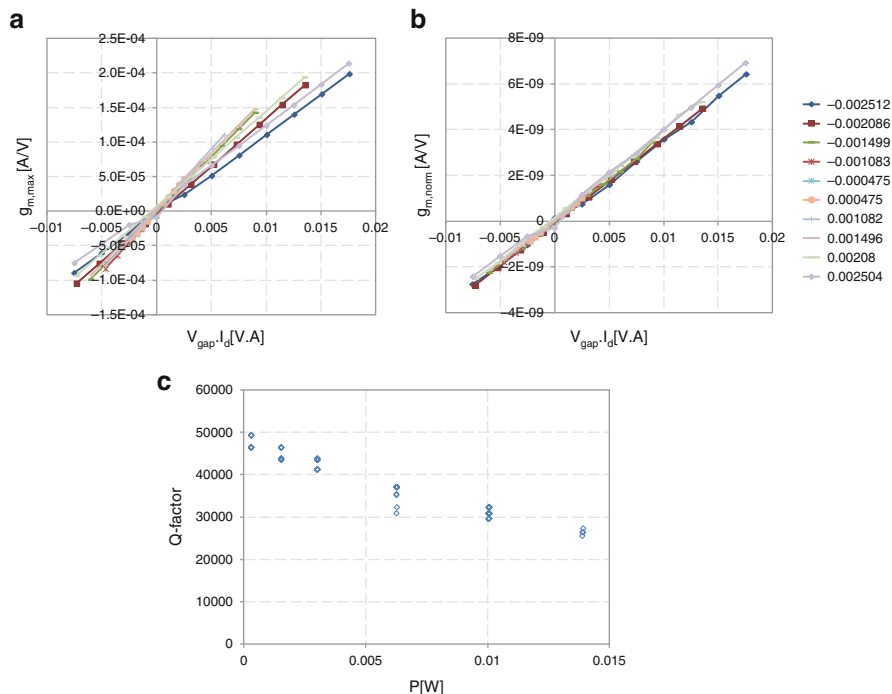 a
g_m,max [A/V]
2.5E-04
2.0E-04
1.5E-04
1.0E-04
5.0E-05
0.0E+00
−5.0E-05
−1.0E-04
−1.5E-04
−0.01 −0.005 0 0.005 0.01 0.015 0.02
V_gap.I_d[V.A]
b
g_m,norm [A/V]
8E-09
6E-09
4E-09
2E-09
0
−2E-09
−4E-09
−0.01 −0.005 0 0.005 0.01 0.015 0.02
V_gap.I_d[V.A]
−0.002512
−0.002086
−0.001499
−0.001083
−0.000475
0.000475
0.001082
0.001496
0.00208
0.002504
c
Q-factor
60000
50000
40000
30000
20000
10000
0
0 0.005 0.01 0.015
P[W]